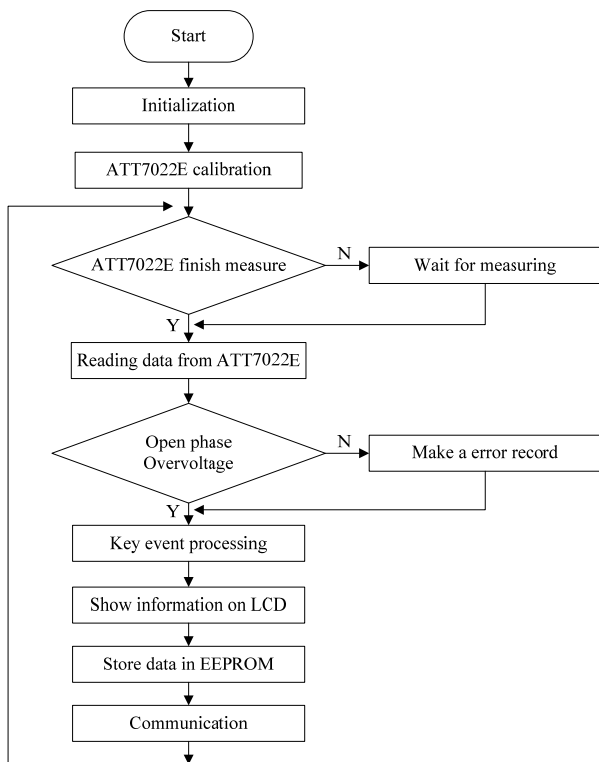 Start
Initialization
ATT7022E calibration
ATT7022E finish measure
N
Wait for measuring
Y
Reading data from ATT7022E
Open phase
Overvoltage
N
Make a error record
Y
Key event processing
Show information on LCD
Store data in EEPROM
Communication